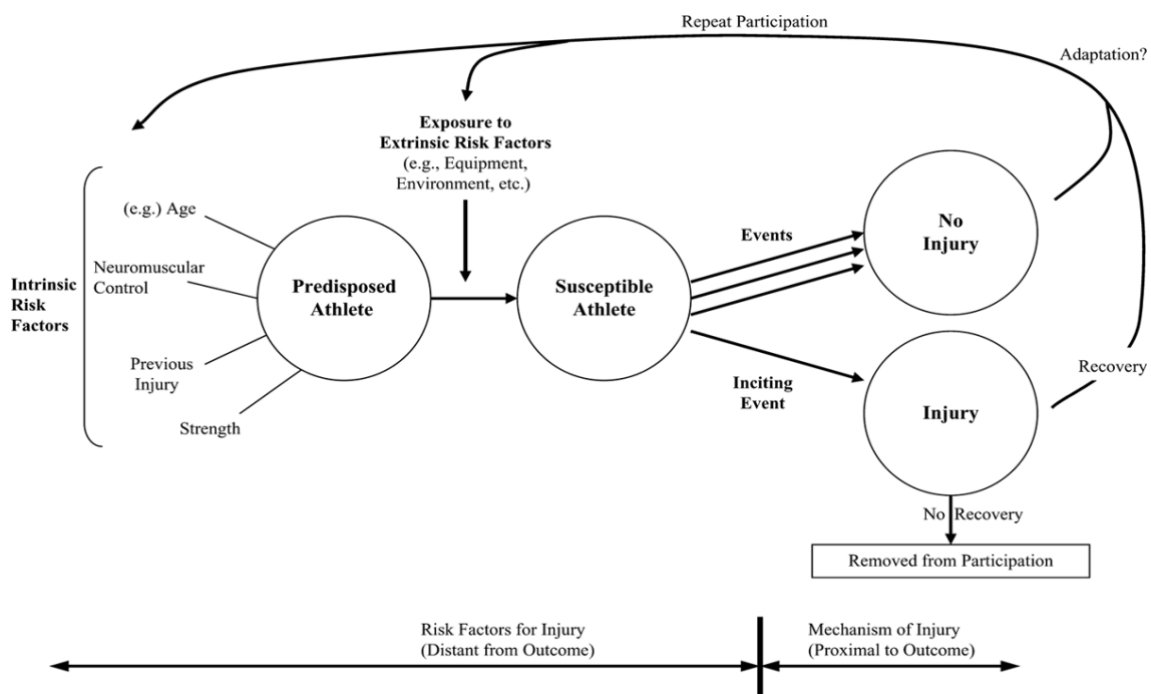 Repeat Participation
Adaptation?
Exposure to
Extrinsic Risk Factors
(e.g., Equipment,
Environment, etc.)
(e.g.) Age
Neuromuscular
Control
Intrinsic
Risk
Factors
Previous
Injury
Strength
Predisposed
Athlete
Susceptible
Athlete
Events
No
Injury
Inciting
Event
Injury
Recovery
No Recovery
Removed from Participation
Risk Factors for Injury
(Distant from Outcome)
Mechanism of Injury
(Proximal to Outcome)